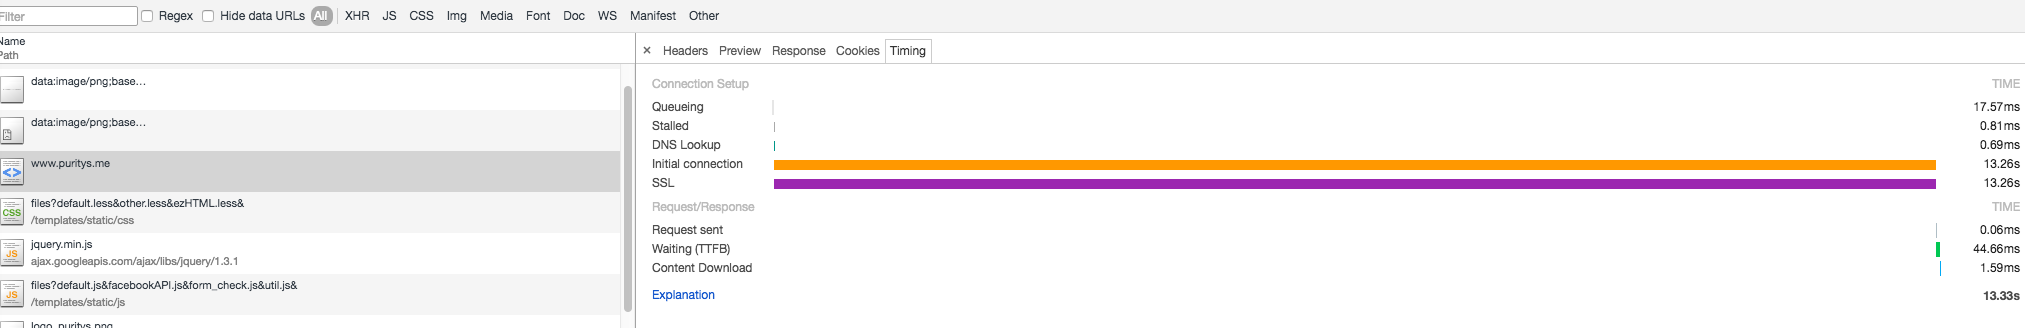 Filter Regex Hide data URLs All XHR JS CSS Img Media Font Doc WS Manifest Other
Name
Path
data:image/png;base…
data:image/png;base…
www.puritys.me
files?default.less&other.less&ezHTML.less&
/templates/static/css
jquery.min.js
ajax.googleapis.com/ajax/libs/jquery/1.3.1
files?default.js&facebookAPI.js&form_check.js&util.js&
/templates/static/js
logo_puritys.png
CSS
JS
JS
× Headers Preview Response Cookies Timing
Connection Setup TIME
Queueing 17.57ms
Stalled 0.81ms
DNS Lookup 0.69ms
Initial connection 13.26s
SSL 13.26s
Request/Response TIME
Request sent 0.06ms
Waiting (TTFB) 44.66ms
Content Download 1.59ms
Explanation 13.33s